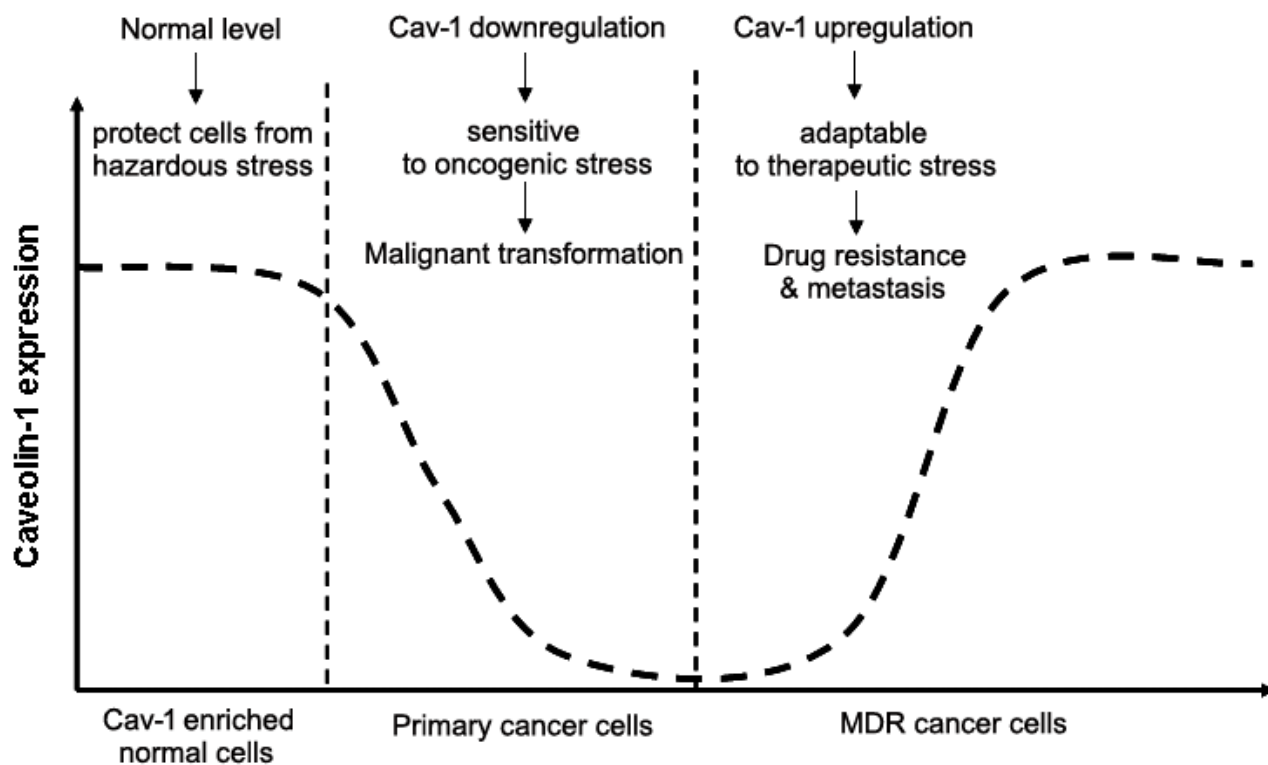 Normal level
protect cells from
hazardous stress
Cav-1 downregulation
sensitive
to oncogenic stress
Malignant transformation
Cav-1 upregulation
adaptable
to therapeutic stress
Drug resistance
& metastasis
Caveolin-1 expression
Cav-1 enriched
normal cells
Primary cancer cells
MDR cancer cells